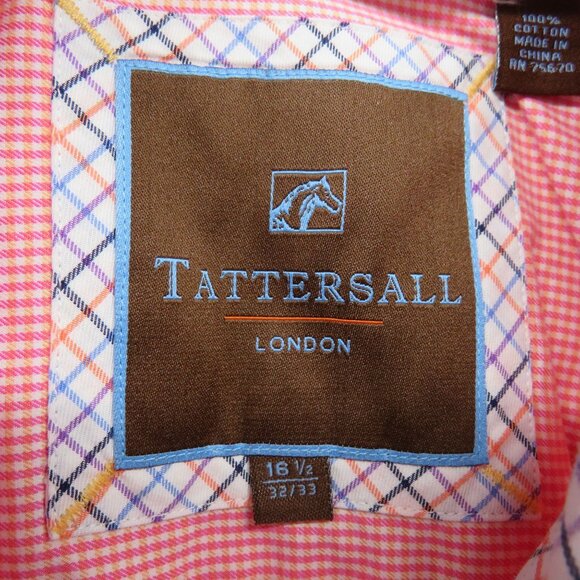 100%
COTTON
MADE IN
CHINA
RN 75670
TATTERSALL
LONDON
16 1/2
32/33